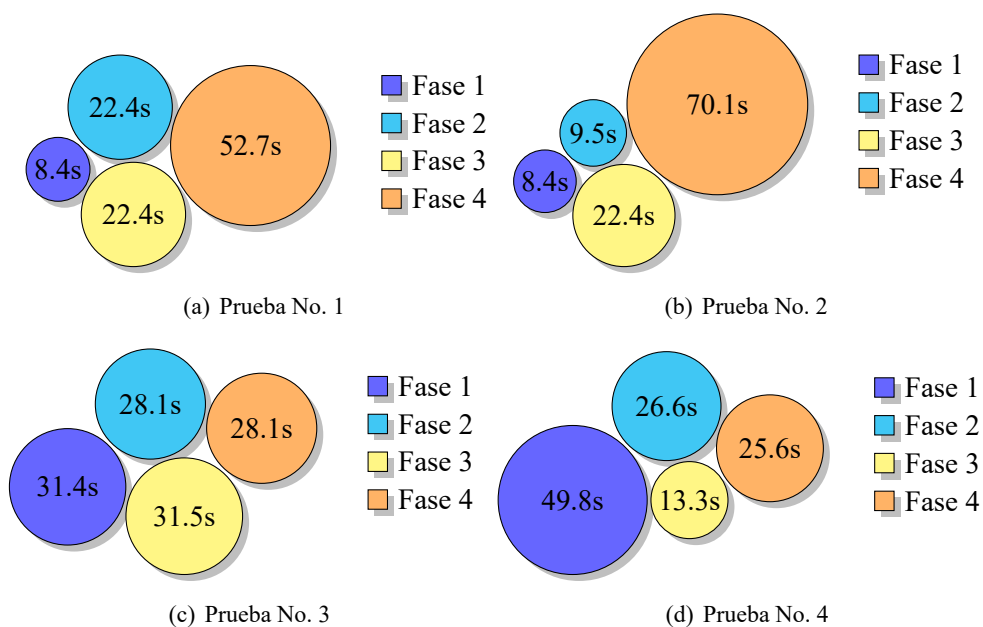 22.4s
8.4s
52.7s
22.4s
Fase 1
Fase 2
Fase 3
Fase 4
(a) Prueba No. 1
70.1s
9.5s
8.4s
22.4s
Fase 1
Fase 2
Fase 3
Fase 4
(b) Prueba No. 2
28.1s
28.1s
31.4s
31.5s
Fase 1
Fase 2
Fase 3
Fase 4
(c) Prueba No. 3
26.6s
25.6s
49.8s
13.3s
Fase 1
Fase 2
Fase 3
Fase 4
(d) Prueba No. 4